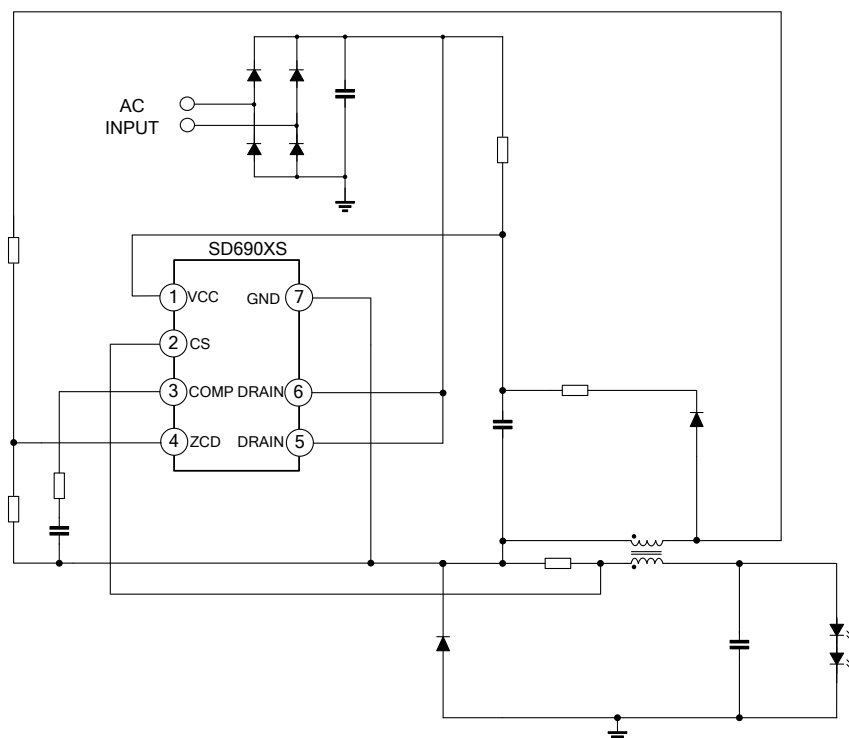 AC
INPUT
SD690XS
1 VCC GND 7
2 CS
3 COMP DRAIN 6
4 ZCD DRAIN 5